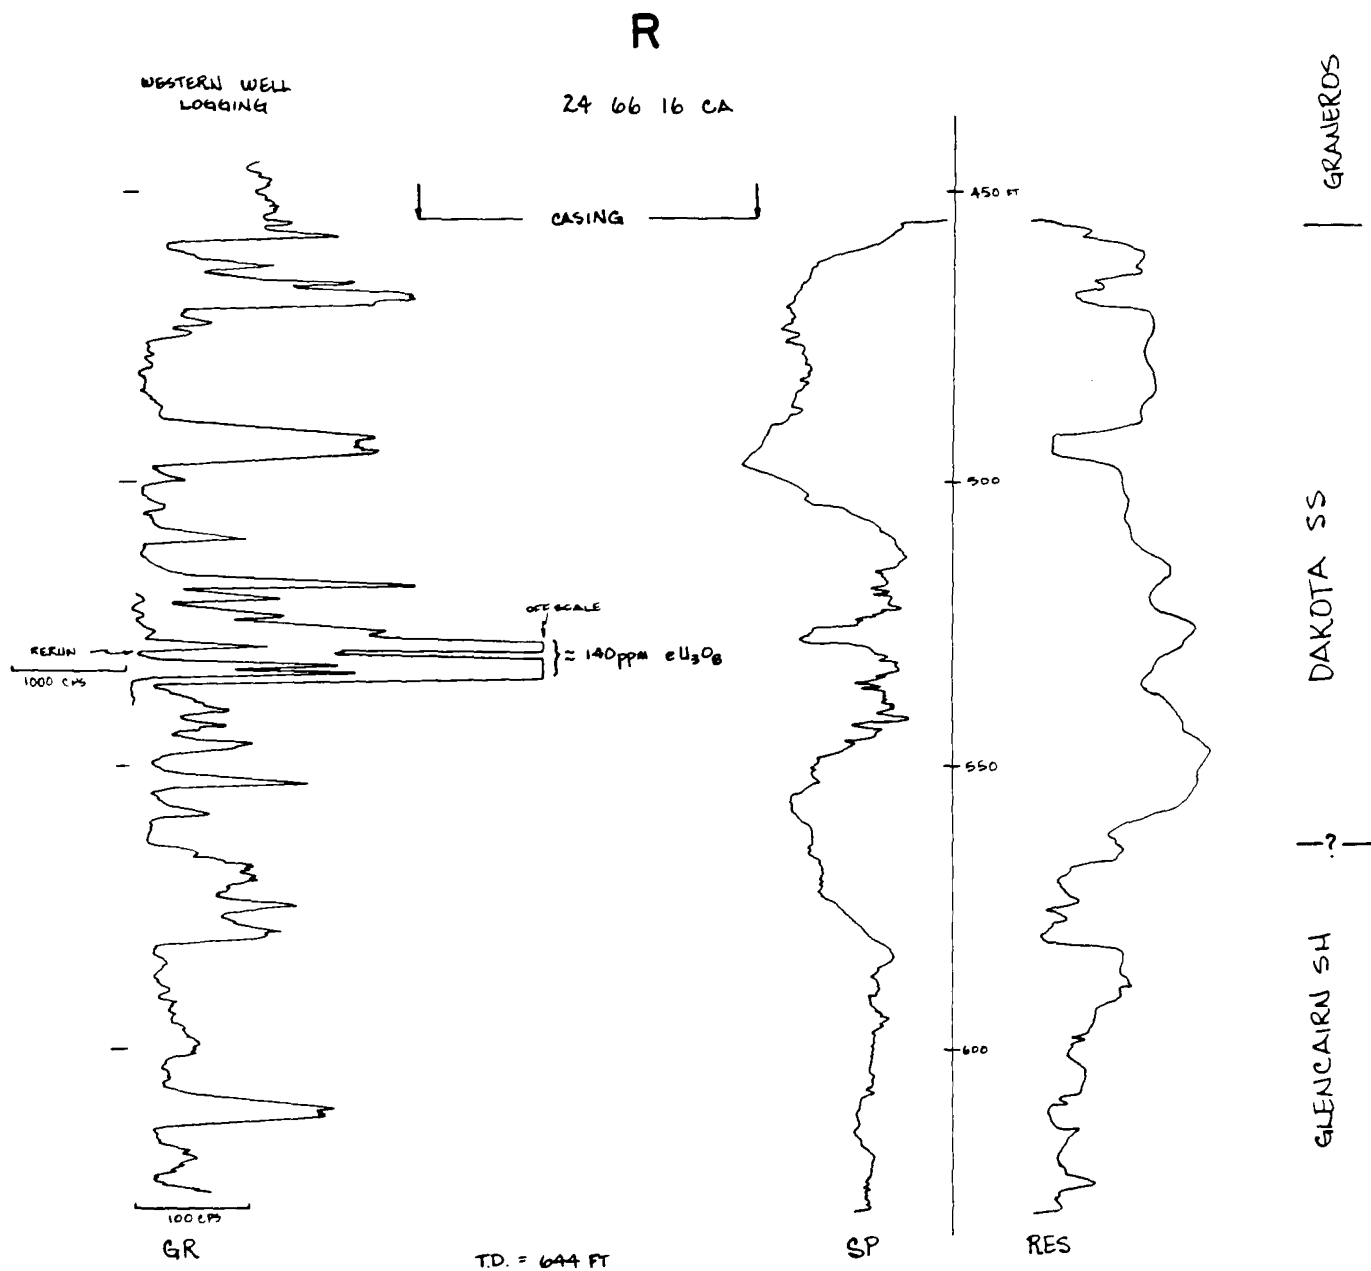 R
WESTERN WELL
LOGGING
24 66 16 CA
GRANEROS
450 FT
CASING
500
DAKOTA SS
OFF SCALE
RERUN
≈ 140ppm eU3O8
1000 CPS
550
?
GLENCAIRN SH
600
100 CPS
GR
SP
RES
T.D. = 644 FT